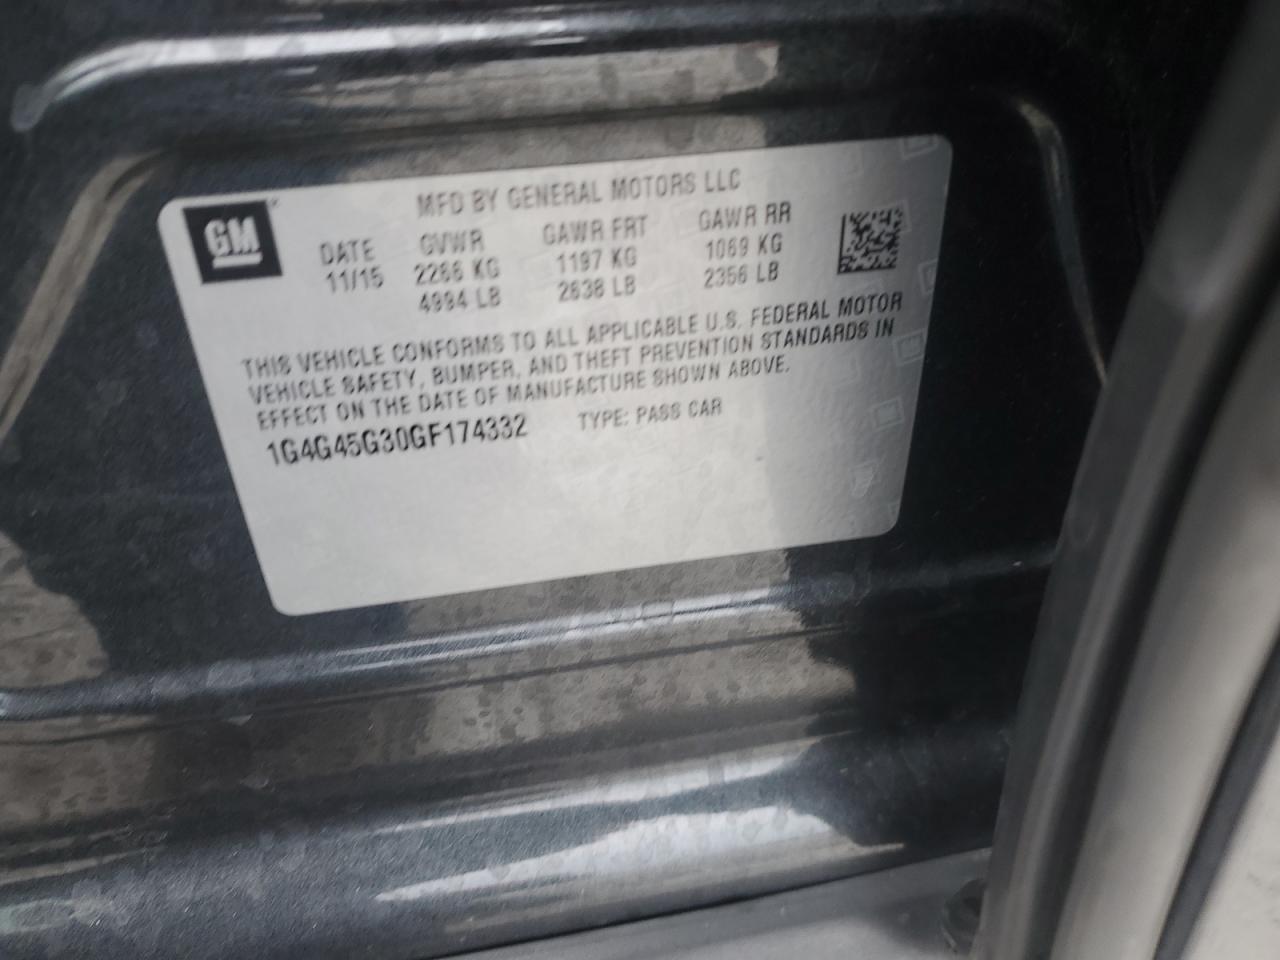 GM
MFD BY GENERAL MOTORS LLC
DATE GVWR GAWR FRT GAWR RR
11/15 2266 KG 1197 KG 1069 KG
4994 LB 2638 LB 2356 LB
THIS VEHICLE CONFORMS TO ALL APPLICABLE U.S. FEDERAL MOTOR
VEHICLE SAFETY, BUMPER, AND THEFT PREVENTION STANDARDS IN
EFFECT ON THE DATE OF MANUFACTURE SHOWN ABOVE.
1G4G45G30GF174332 TYPE: PASS CAR